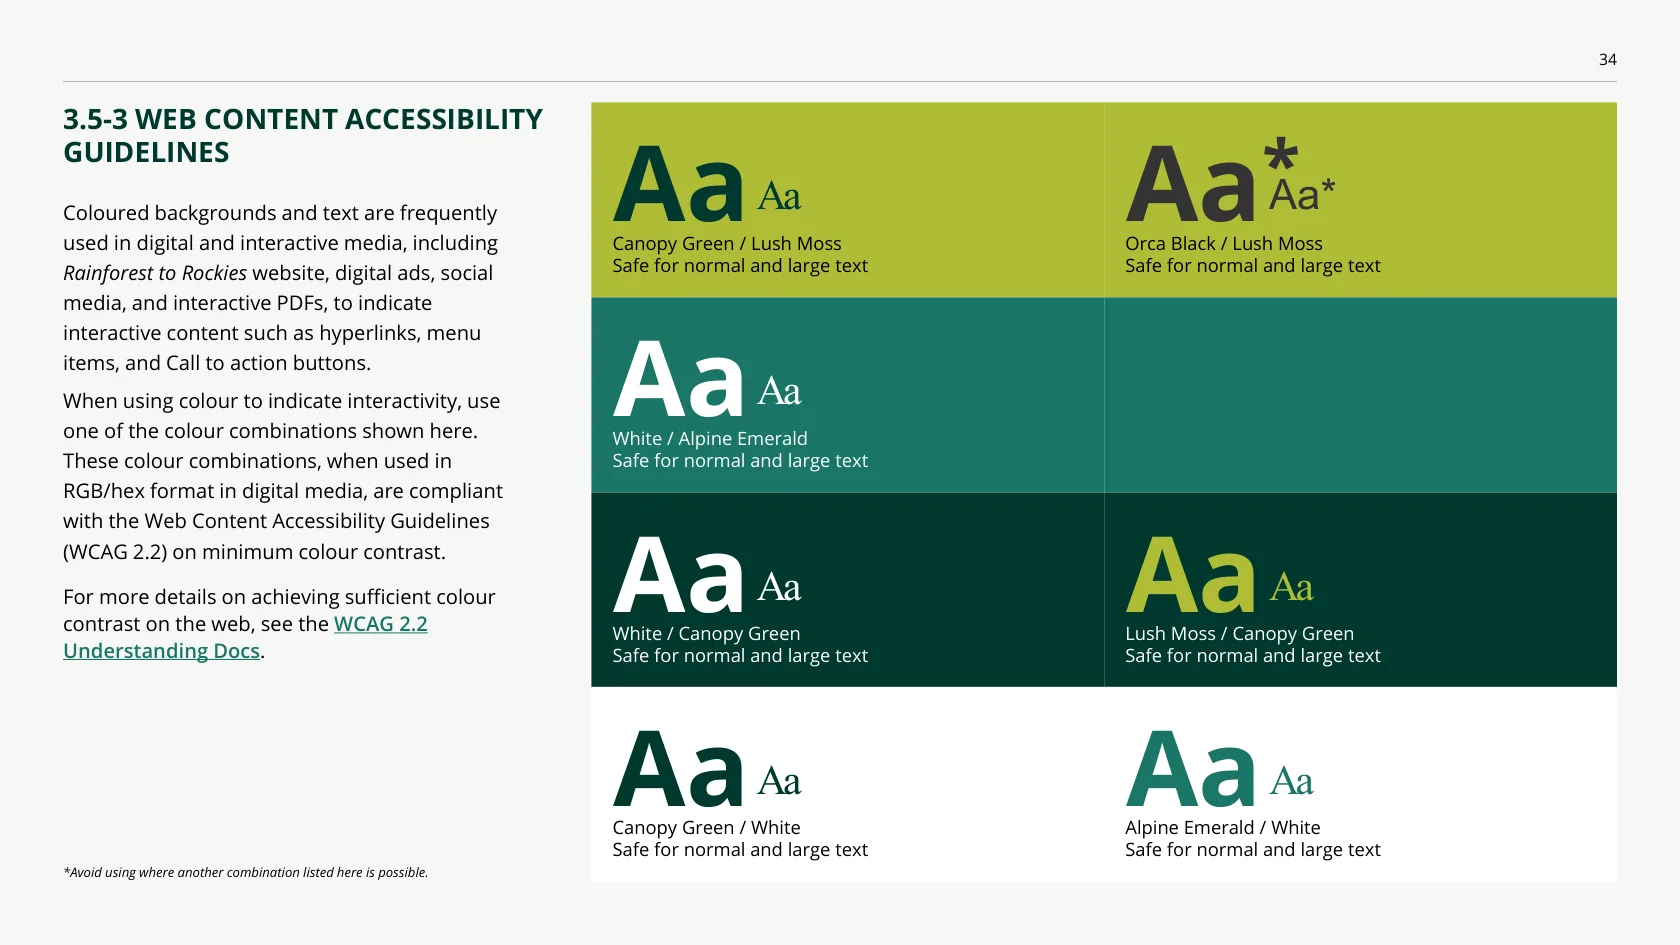 34
3.5-3 WEB CONTENT ACCESSIBILITY
GUIDELINES
Coloured backgrounds and text are frequently
used in digital and interactive media, including
Rainforest to Rockies website, digital ads, social
media, and interactive PDFs, to indicate
interactive content such as hyperlinks, menu
items, and Call to action buttons.
When using colour to indicate interactivity, use
one of the colour combinations shown here.
These colour combinations, when used in
RGB/hex format in digital media, are compliant
with the Web Content Accessibility Guidelines
(WCAG 2.2) on minimum colour contrast.
For more details on achieving sufficient colour
contrast on the web, see the WCAG 2.2
Understanding Docs.
*Avoid using where another combination listed here is possible.
Aa Aa
Canopy Green / Lush Moss
Safe for normal and large text
Aa* Aa*
Orca Black / Lush Moss
Safe for normal and large text
Aa Aa
White / Alpine Emerald
Safe for normal and large text
Aa Aa
White / Canopy Green
Safe for normal and large text
Aa Aa
Lush Moss / Canopy Green
Safe for normal and large text
Aa Aa
Canopy Green / White
Safe for normal and large text
Aa Aa
Alpine Emerald / White
Safe for normal and large text